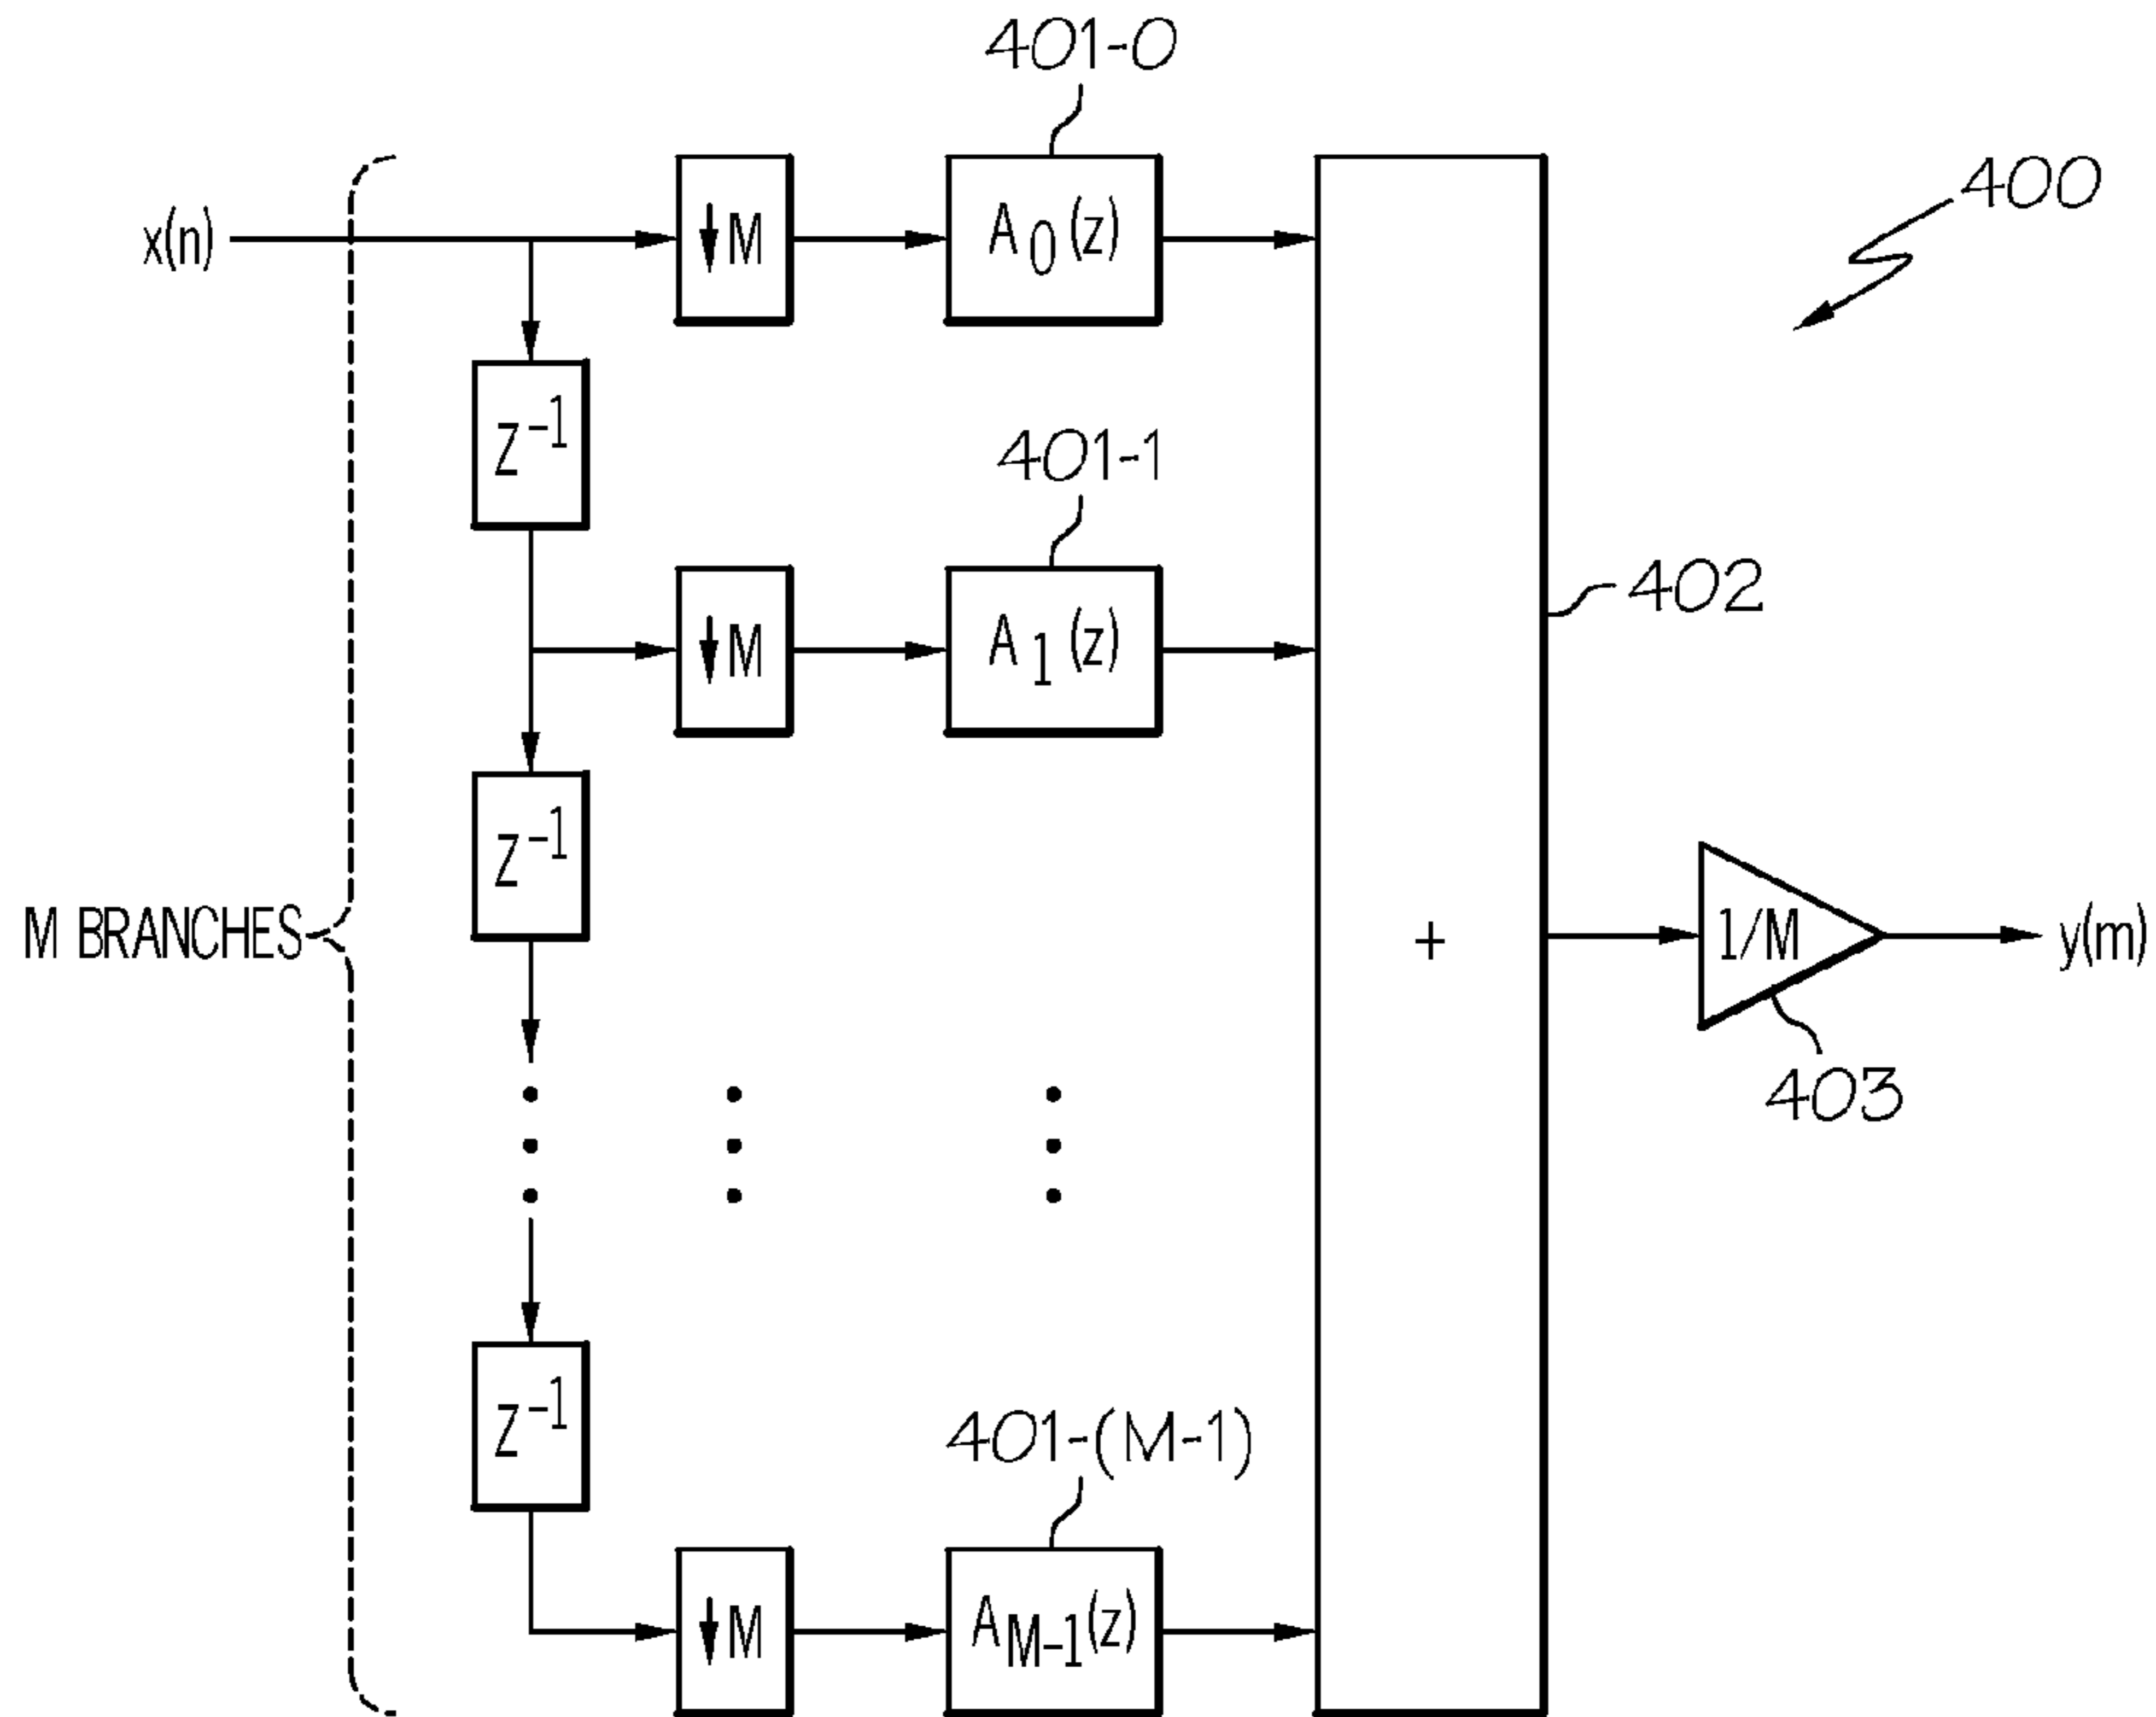 401-0
400
x(n)
↓M
A0(z)
z-1
401-1
↓M
A1(z)
402
z-1
M BRANCHES
+
1/M
y(m)
403
z-1
401-(M-1)
↓M
AM-1(z)